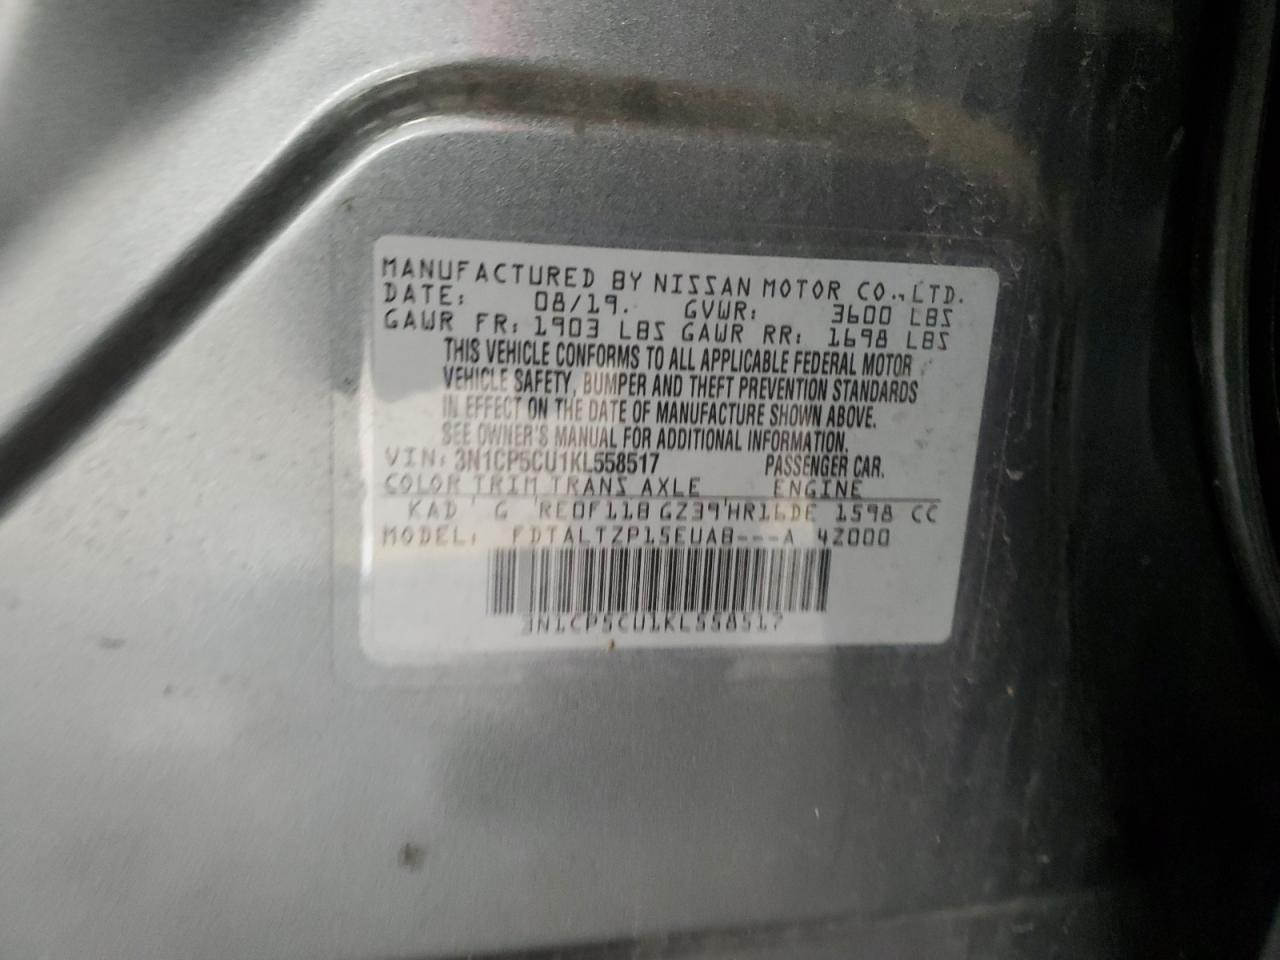 MANUFACTURED BY NISSAN MOTOR CO., LTD.
DATE: 08/19. GVWR: 3600 LBS
GAWR FR: 1903 LBS GAWR RR: 1698 LBS
THIS VEHICLE CONFORMS TO ALL APPLICABLE FEDERAL MOTOR
VEHICLE SAFETY, BUMPER AND THEFT PREVENTION STANDARDS
IN EFFECT ON THE DATE OF MANUFACTURE SHOWN ABOVE.
SEE OWNER'S MANUAL FOR ADDITIONAL INFORMATION.
VIN: 3N1CP5CU1KL558517 PASSENGER CAR.
COLOR TRIM TRANS AXLE ENGINE
KAD G RE0F11B GZ39 HR16DE 1598 CC
MODEL: FDTALTZP15EUAB---A 42000
3N1CP5CU1KL558517